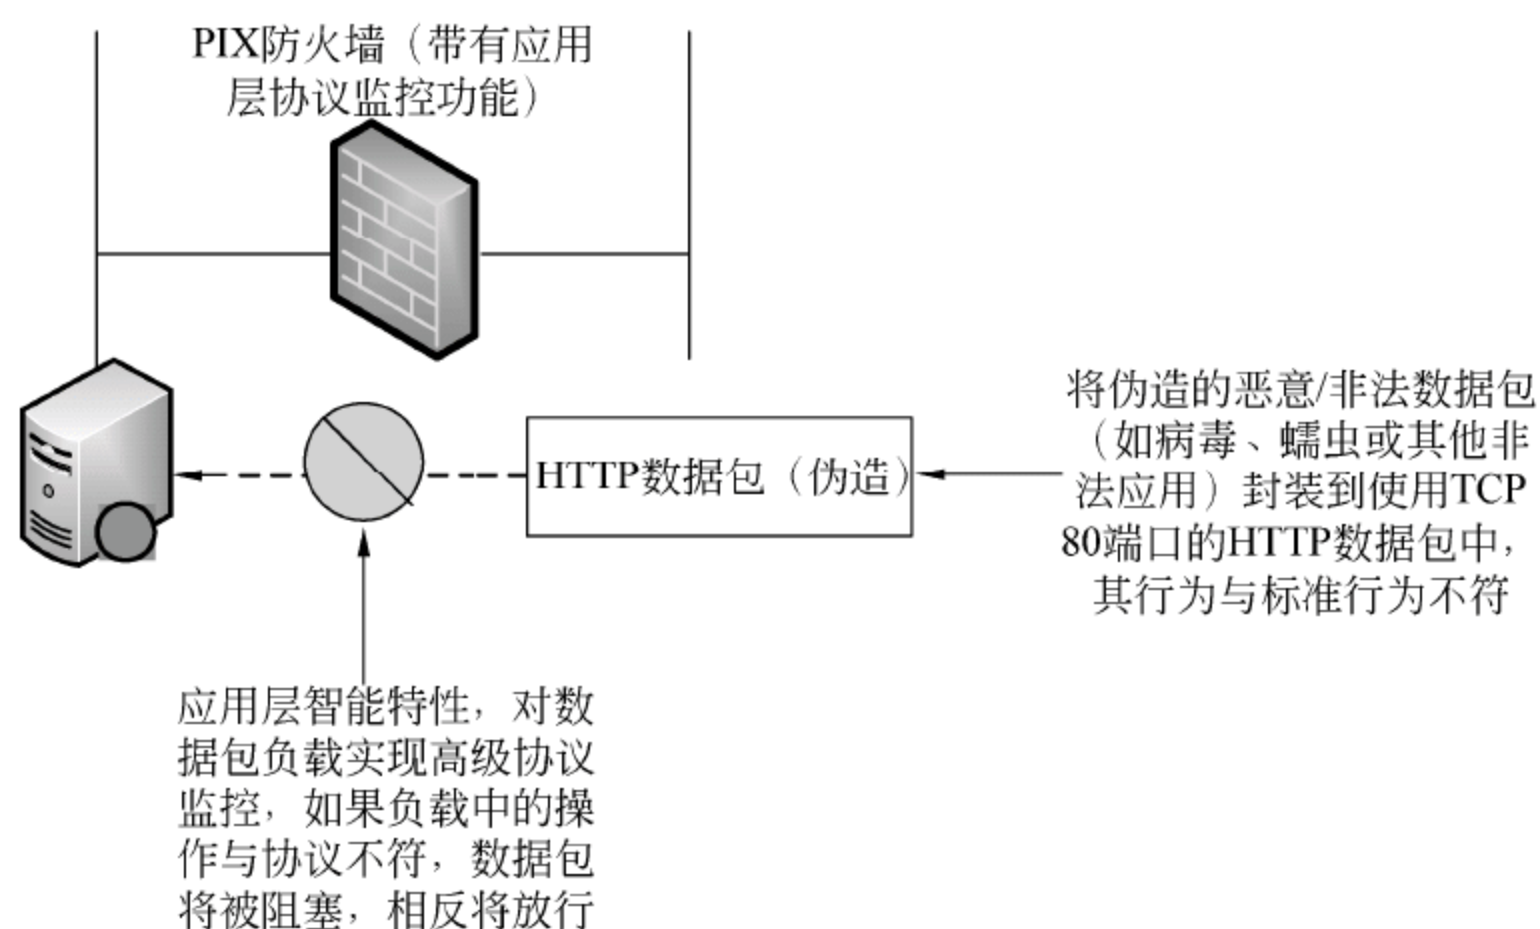 PIX防火墙（带有应用
层协议监控功能）
HTTP数据包（伪造）
将伪造的恶意/非法数据包
（如病毒、蠕虫或其他非
法应用）封装到使用TCP
80端口的HTTP数据包中，
其行为与标准行为不符
应用层智能特性，对数
据包负载实现高级协议
监控，如果负载中的操
作与协议不符，数据包
将被阻塞，相反将放行